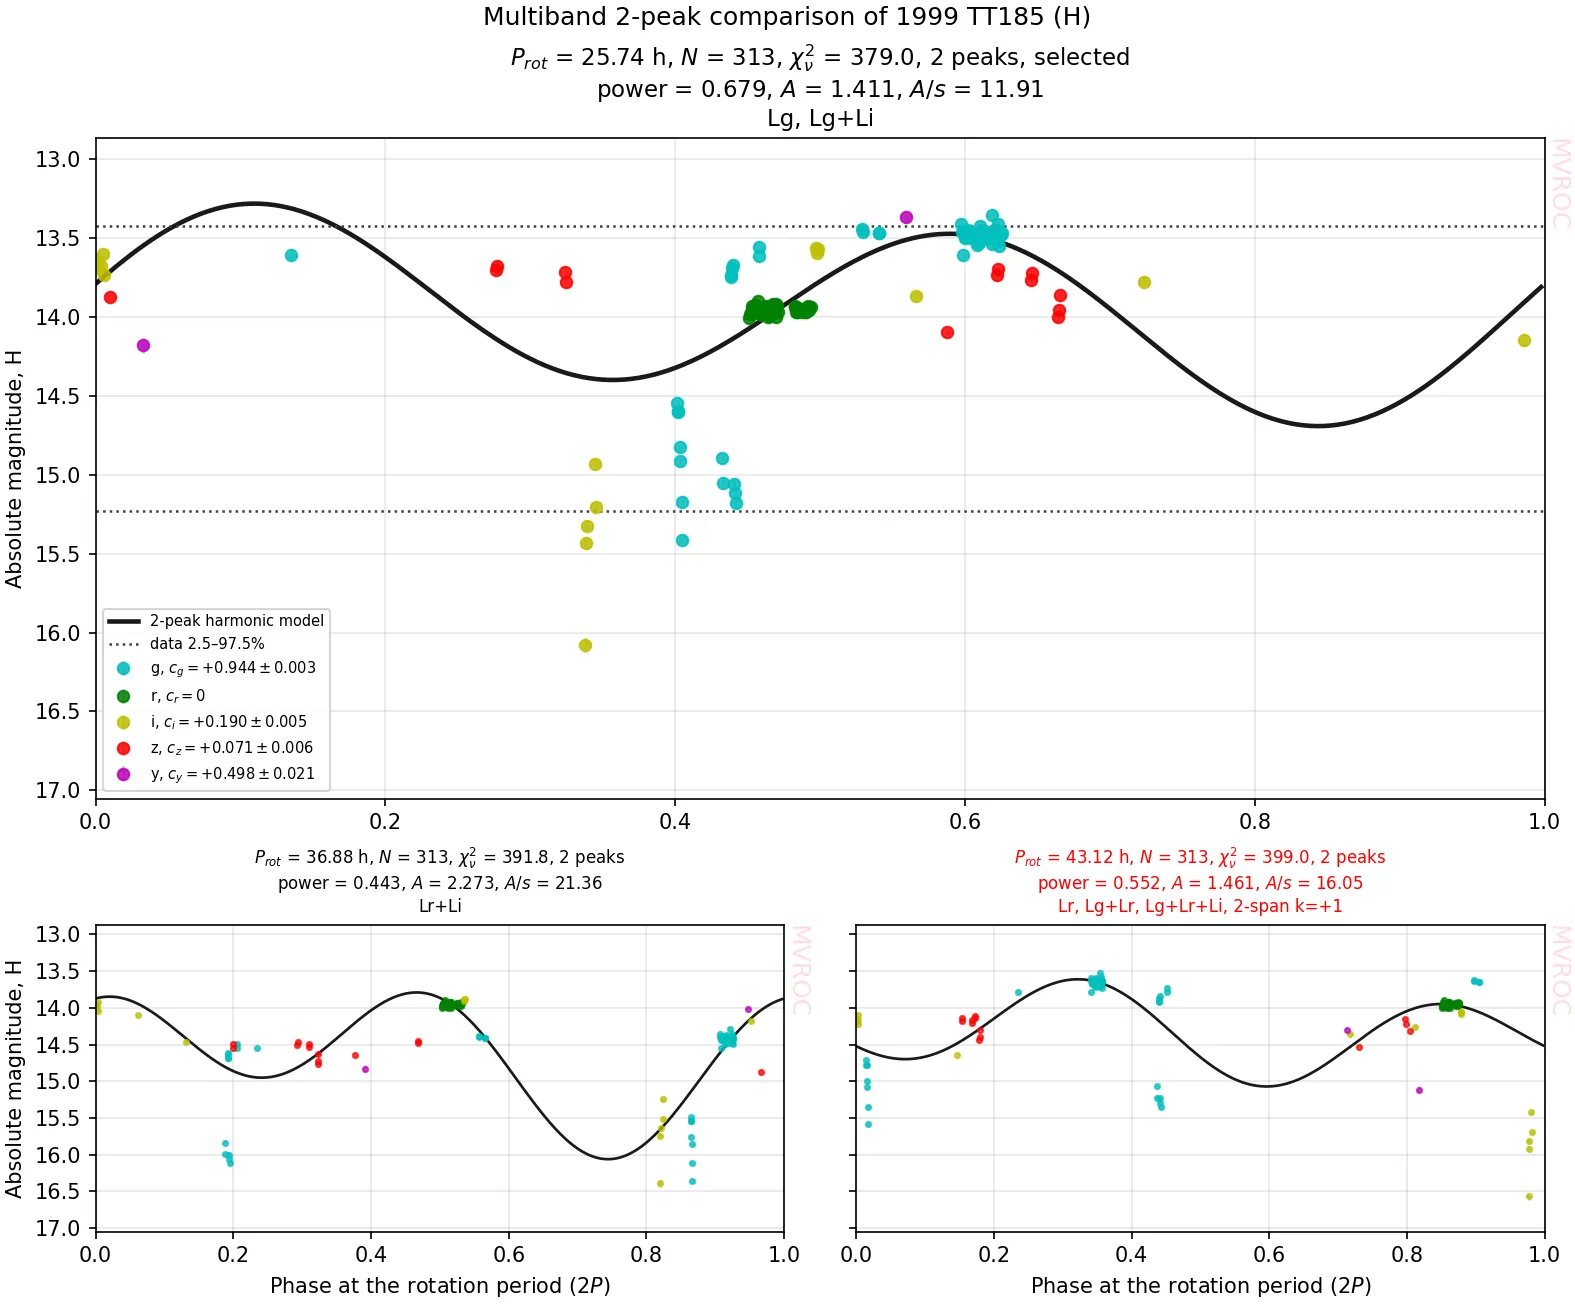 Multiband 2-peak comparison of 1999 TT185 (H)
P_rot = 25.74 h, N = 313, χ²_ν = 379.0, 2 peaks, selected
power = 0.679, A = 1.411, A/s = 11.91
Lg, Lg+Li
MVROC
Absolute magnitude, H
13.0
13.5
14.0
14.5
15.0
15.5
16.0
16.5
17.0
2-peak harmonic model
data 2.5–97.5%
g, c_g = +0.944 ± 0.003
r, c_r = 0
i, c_i = +0.190 ± 0.005
z, c_z = +0.071 ± 0.006
y, c_y = +0.498 ± 0.021
0.0 0.2 0.4 0.6 0.8 1.0
P_rot = 36.88 h, N = 313, χ²_ν = 391.8, 2 peaks
power = 0.443, A = 2.273, A/s = 21.36
Lr+Li
MVROC
Absolute magnitude, H
13.0
13.5
14.0
14.5
15.0
15.5
16.0
16.5
17.0
0.0 0.2 0.4 0.6 0.8 1.0
Phase at the rotation period (2P)
P_rot = 43.12 h, N = 313, χ²_ν = 399.0, 2 peaks
power = 0.552, A = 1.461, A/s = 16.05
Lr, Lg+Lr, Lg+Lr+Li, 2-span k=+1
MVROC
0.0 0.2 0.4 0.6 0.8 1.0
Phase at the rotation period (2P)